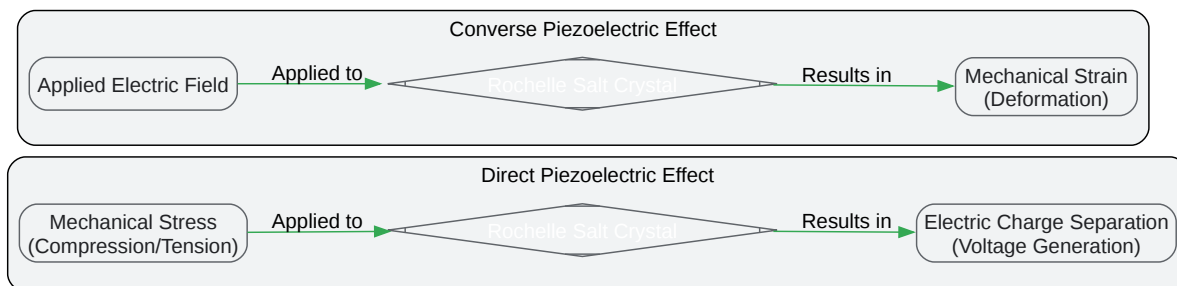 Converse Piezoelectric Effect
Applied Electric Field
Applied to
Rochelle Salt Crystal
Results in
Mechanical Strain
(Deformation)
Direct Piezoelectric Effect
Mechanical Stress
(Compression/Tension)
Applied to
Rochelle Salt Crystal
Results in
Electric Charge Separation
(Voltage Generation)